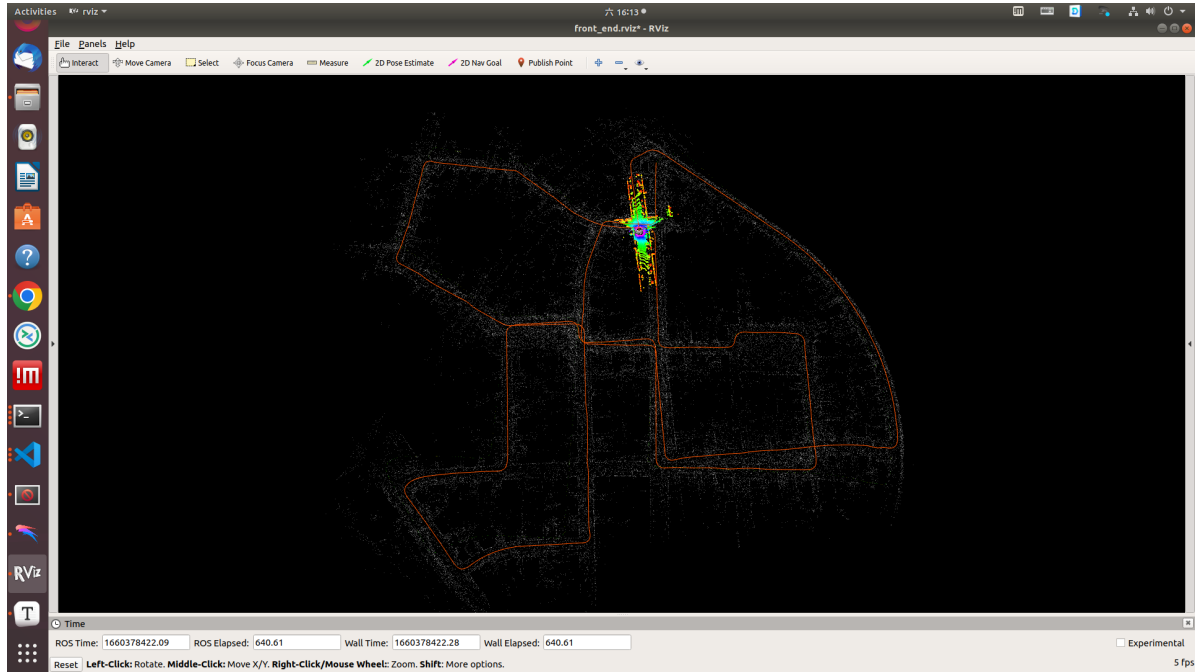 Activities RViz rviz 六 16:13
front_end.rviz* - RViz
File Panels Help
Interact Move Camera Select Focus Camera Measure 2D Pose Estimate 2D Nav Goal Publish Point
Time
ROS Time: 1660378422.09 ROS Elapsed: 640.61 Wall Time: 1660378422.28 Wall Elapsed: 640.61 Experimental
Reset Left-Click: Rotate. Middle-Click: Move X/Y. Right-Click/Mouse Wheel:: Zoom. Shift: More options. 5 fps
A
?
!m
>_
RViz
T
D